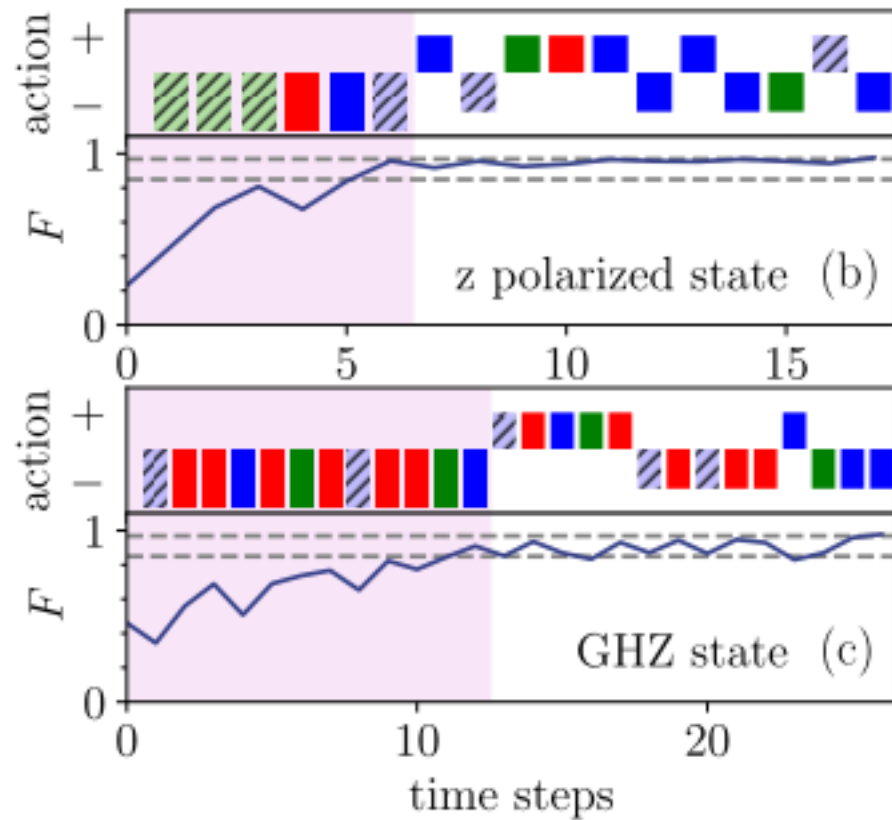 action
+
−
F
1
0
z polarized state (b)
0 5 10 15
action
+
−
F
1
0
GHZ state (c)
0 10 20
time steps